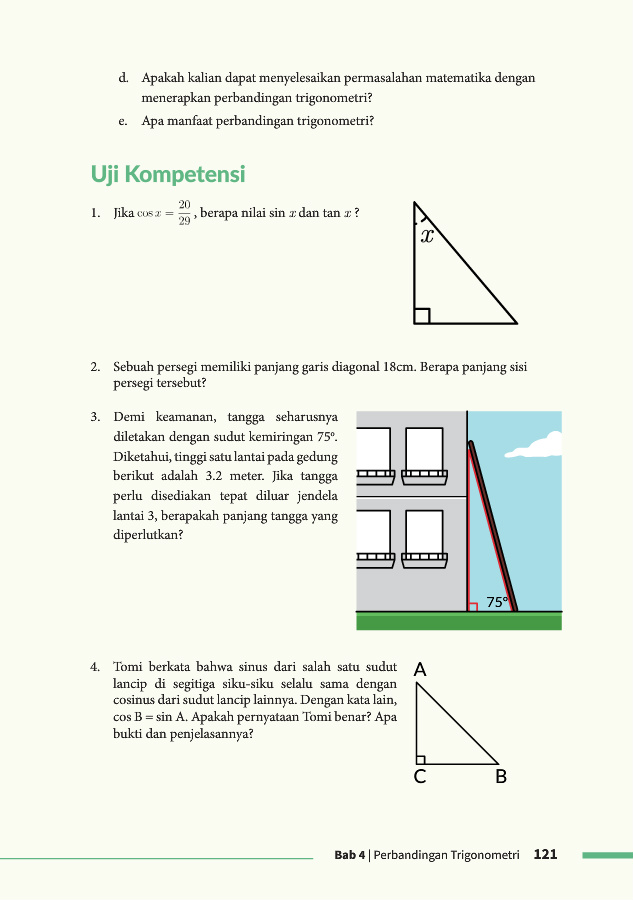 d. Apakah kalian dapat menyelesaikan permasalahan matematika dengan
menerapkan perbandingan trigonometri?
e. Apa manfaat perbandingan trigonometri?
Uji Kompetensi
1. Jika cos x = 20/29, berapa nilai sin x dan tan x ?
x
2. Sebuah persegi memiliki panjang garis diagonal 18cm. Berapa panjang sisi
persegi tersebut?
3. Demi keamanan, tangga seharusnya
diletakan dengan sudut kemiringan 75°.
Diketahui, tinggi satu lantai pada gedung
berikut adalah 3.2 meter. Jika tangga
perlu disediakan tepat diluar jendela
lantai 3, berapakah panjang tangga yang
diperlutkan?
75°
4. Tomi berkata bahwa sinus dari salah satu sudut
lancip di segitiga siku-siku selalu sama dengan
cosinus dari sudut lancip lainnya. Dengan kata lain,
cos B = sin A. Apakah pernyataan Tomi benar? Apa
bukti dan penjelasannya?
A
C B
Bab 4 | Perbandingan Trigonometri 121